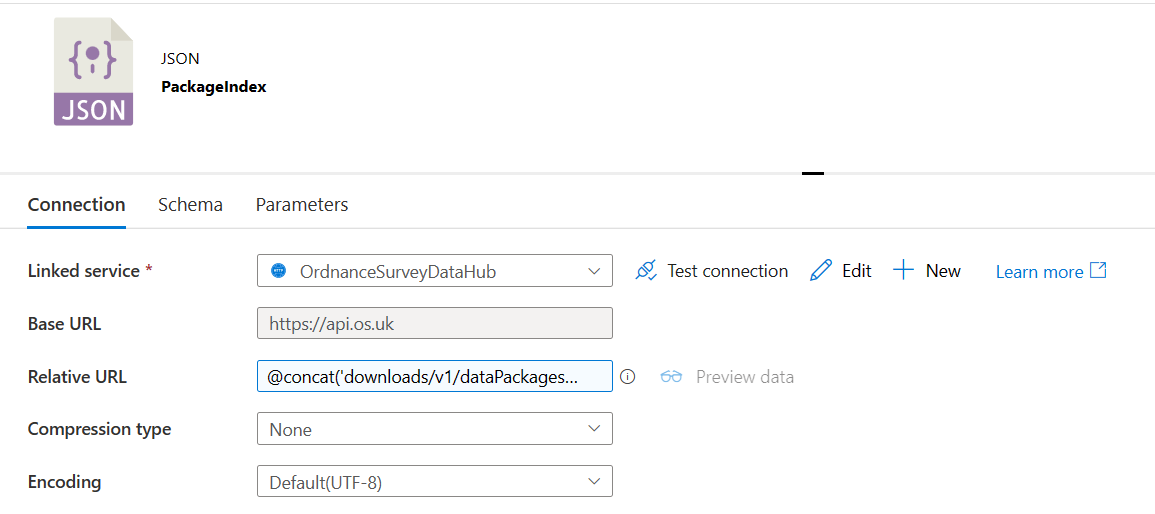 JSON
JSON
PackageIndex
Connection Schema Parameters
Linked service * HTTP OrdnanceSurveyDataHub Test connection Edit New Learn more
Base URL https://api.os.uk
Relative URL @concat('downloads/v1/dataPackages... Preview data
Compression type None
Encoding Default(UTF-8)